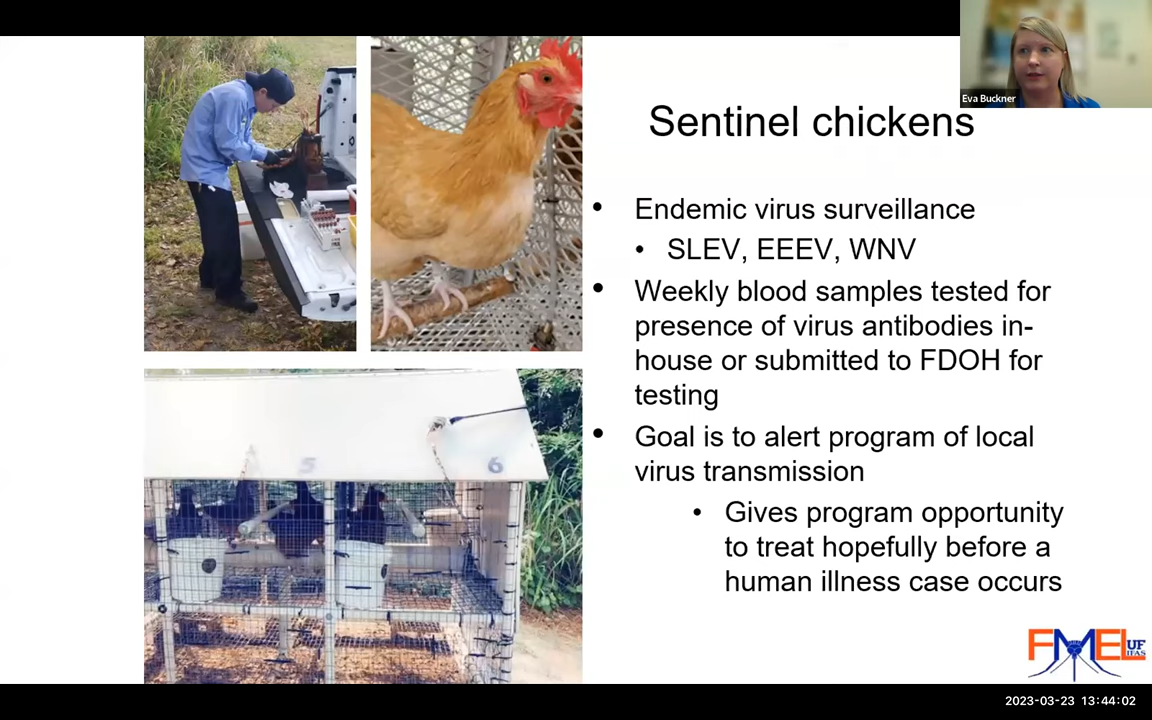 Eva Buckner
Sentinel chickens
• Endemic virus surveillance
• SLEV, EEEV, WNV
• Weekly blood samples tested for
presence of virus antibodies in-
house or submitted to FDOH for
testing
• Goal is to alert program of local
virus transmission
• Gives program opportunity
to treat hopefully before a
human illness case occurs
5
6
FMEL UF
IFAS
2023-03-23 13:44:02